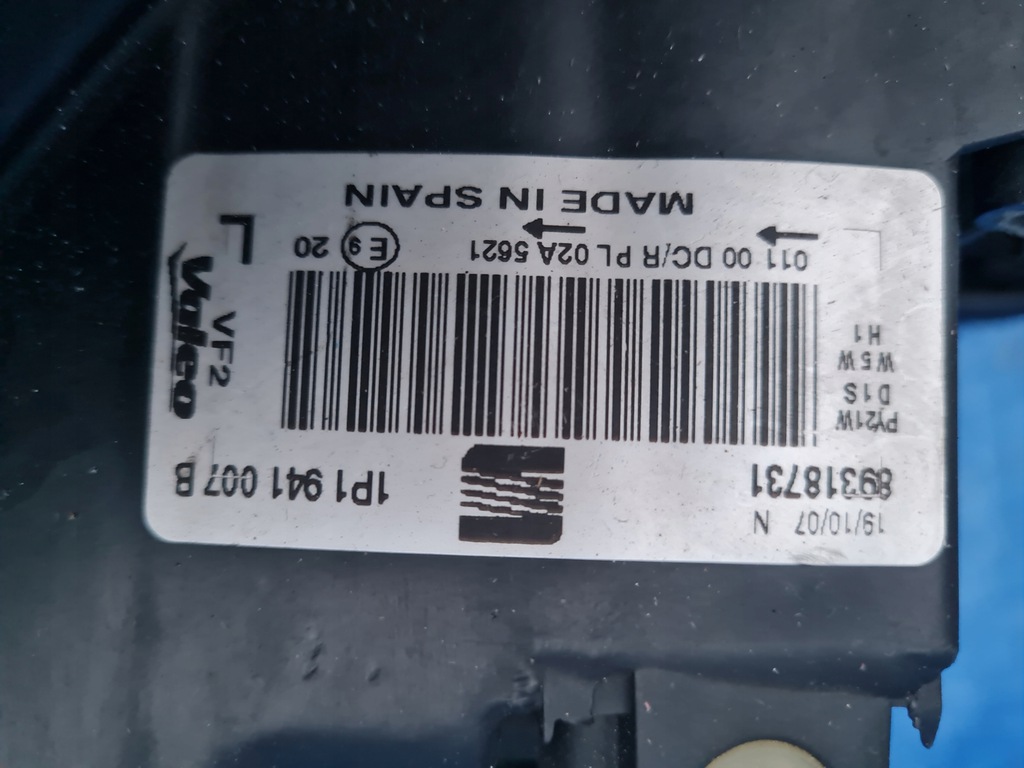 19/10/07 N
89318731
1P1 941 007 B
PY21W
D1S
W5W
H1
Valeo
VF2
L
011 00 DC/R PL 02A 5621
E9
20
MADE IN SPAIN